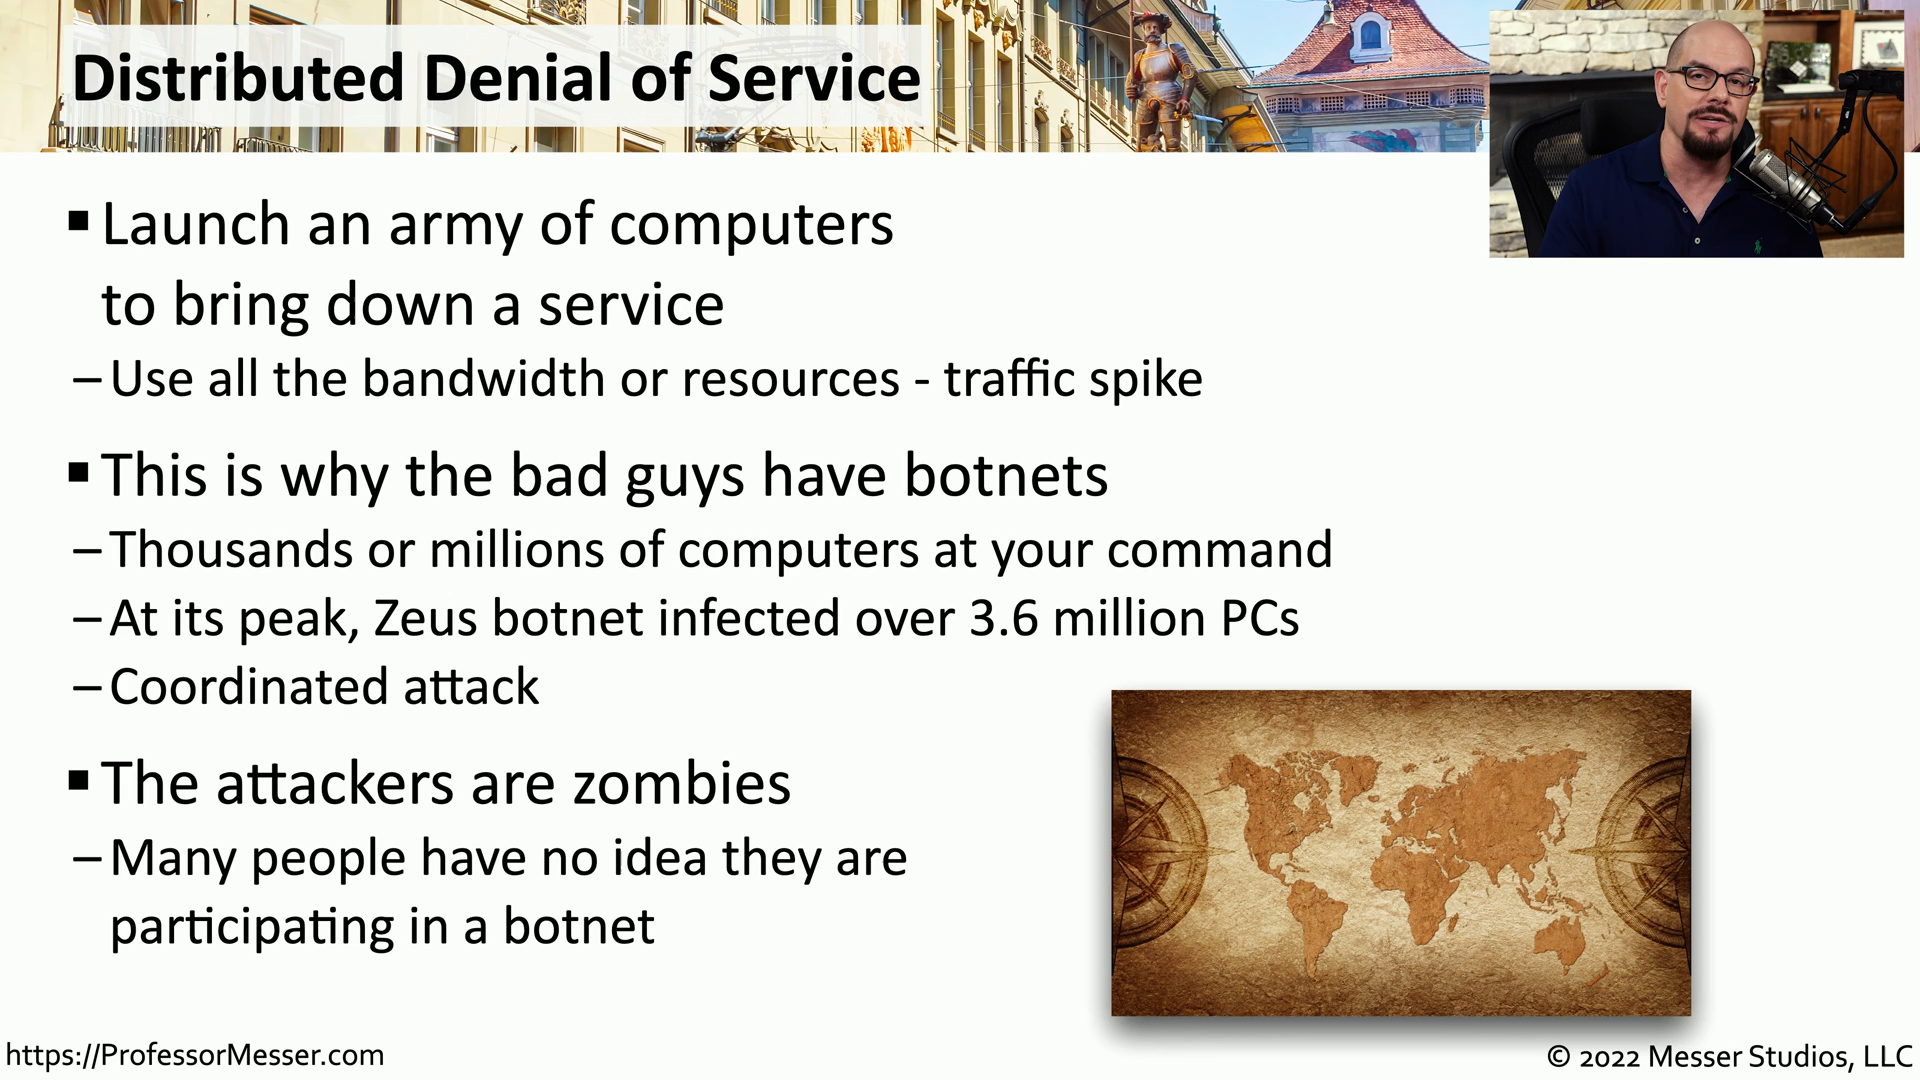 Distributed Denial of Service
▪ Launch an army of computers
to bring down a service
– Use all the bandwidth or resources - traffic spike
▪ This is why the bad guys have botnets
– Thousands or millions of computers at your command
– At its peak, Zeus botnet infected over 3.6 million PCs
– Coordinated attack
▪ The attackers are zombies
– Many people have no idea they are
participating in a botnet
https://ProfessorMesser.com
© 2022 Messer Studios, LLC